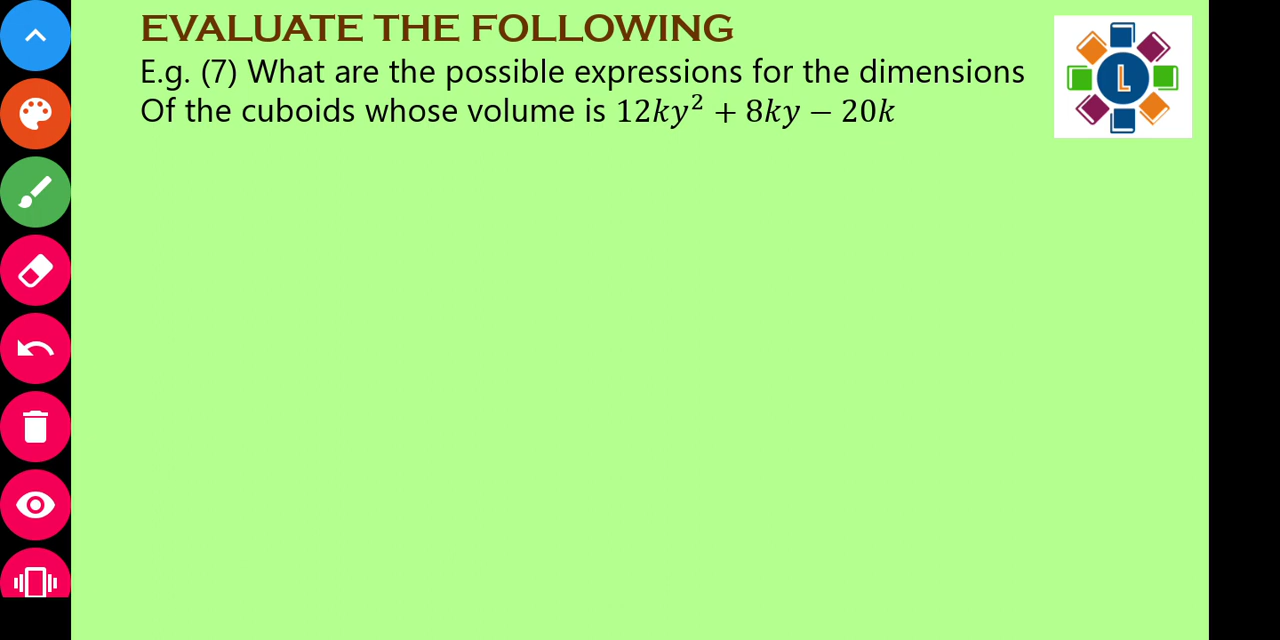 EVALUATE THE FOLLOWING
E.g. (7) What are the possible expressions for the dimensions
Of the cuboids whose volume is 12ky² + 8ky − 20k
L